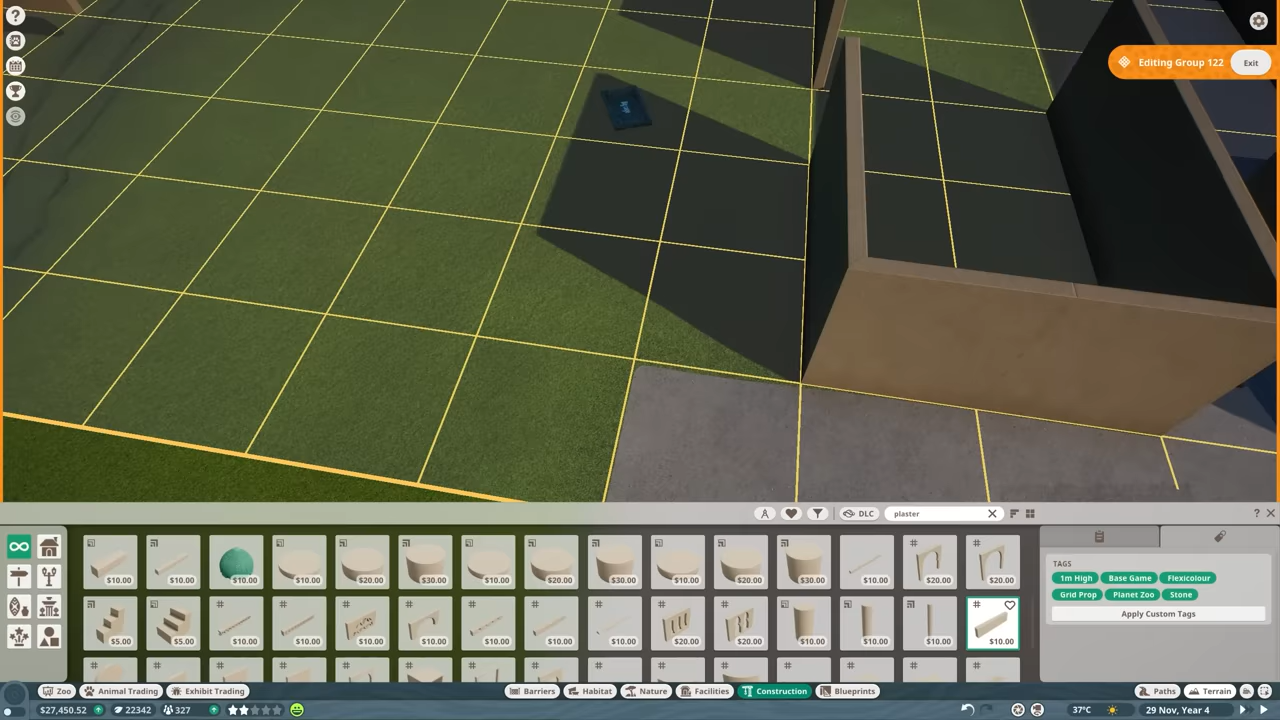 Editing Group 122
Exit
DLC
plaster
$10.00 $10.00 $10.00 $10.00 $20.00 $30.00 $10.00 $20.00 $30.00 $10.00 $20.00 $30.00 $10.00 $20.00 $20.00
$5.00 $5.00 $10.00 $10.00 $10.00 $10.00 $10.00 $10.00 $10.00 $20.00 $20.00 $10.00 $10.00 $10.00 $10.00
TAGS
1m High Base Game Flexicolour
Grid Prop Planet Zoo Stone
Apply Custom Tags
Zoo Animal Trading Exhibit Trading Barriers Habitat Nature Facilities Construction Blueprints Paths Terrain
$27,450.52 22342 327 37°C 29 Nov, Year 4